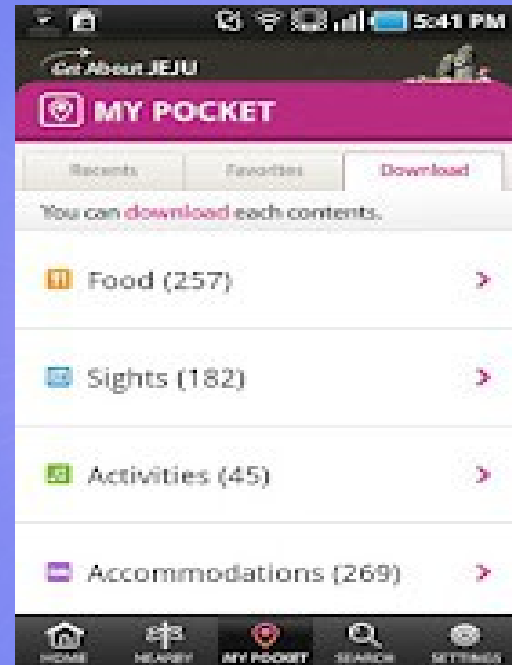 5:41 PM
Get About JEJU
MY POCKET
Recents Favorites Download
You can download each contents.
Food (257)
Sights (182)
Activities (45)
Accommodations (269)
HOME NEARBY MY POCKET SEARCH SETTINGS